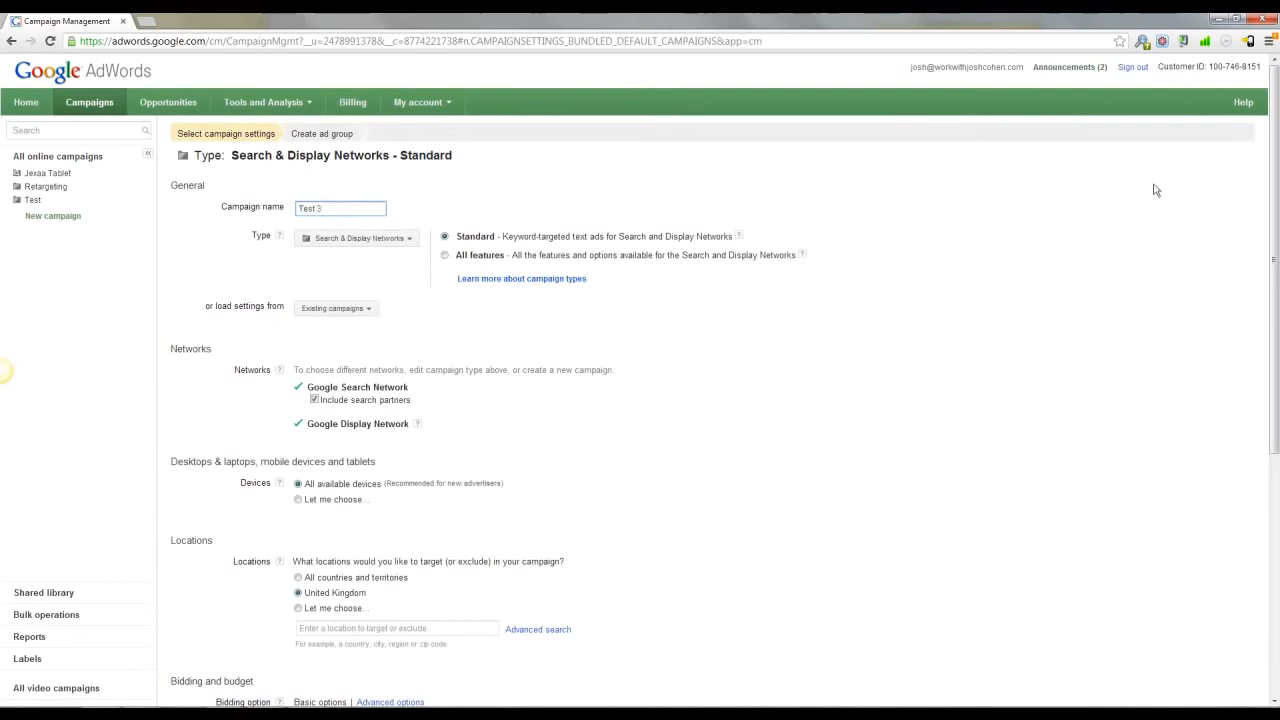 Campaign Management
https://adwords.google.com/cm/CampaignMgmt?__u=2478991378&__c=8774221738#n.CAMPAIGNSETTINGS_BUNDLED_DEFAULT_CAMPAIGNS&app=cm
Google AdWords
josh@workwithjoshcohen.com Announcements (2) Sign out Customer ID: 100-746-8151
Home Campaigns Opportunities Tools and Analysis Billing My account Help
Search
Select campaign settings Create ad group
All online campaigns
Type: Search & Display Networks - Standard
Jexaa Tablet
Retargeting
General
Test
Campaign name Test 3
New campaign
Type ? Search & Display Networks Standard - Keyword-targeted text ads for Search and Display Networks ?
All features - All the features and options available for the Search and Display Networks ?
Learn more about campaign types
or load settings from Existing campaigns
Networks
Networks ? To choose different networks, edit campaign type above, or create a new campaign.
Google Search Network
Include search partners
Google Display Network ?
Desktops & laptops, mobile devices and tablets
Devices ? All available devices (Recommended for new advertisers)
Let me choose...
Locations
Locations ? What locations would you like to target (or exclude) in your campaign?
All countries and territories
United Kingdom
Let me choose...
Enter a location to target or exclude. Advanced search
For example, a country, city, region or zip code.
Shared library
Bulk operations
Reports
Labels
All video campaigns
Bidding and budget
Bidding option ? Basic options | Advanced options